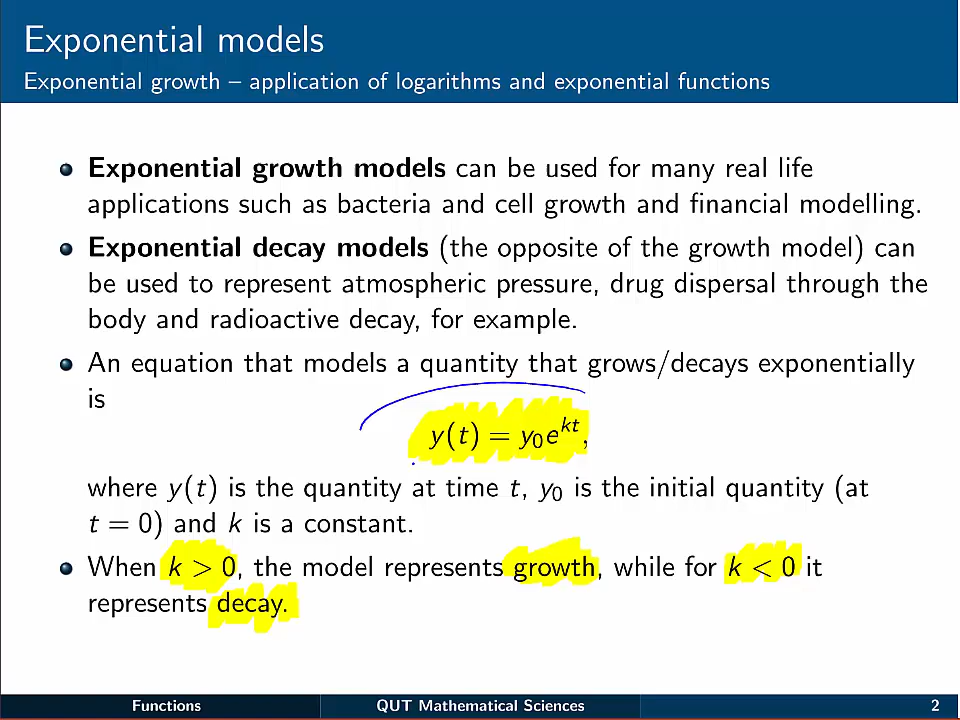 Exponential models
Exponential growth – application of logarithms and exponential functions
Exponential growth models can be used for many real life
applications such as bacteria and cell growth and financial modelling.
Exponential decay models (the opposite of the growth model) can
be used to represent atmospheric pressure, drug dispersal through the
body and radioactive decay, for example.
An equation that models a quantity that grows/decays exponentially
is
y(t) = y₀eᵏᵗ,
where y(t) is the quantity at time t, y₀ is the initial quantity (at
t = 0) and k is a constant.
When k > 0, the model represents growth, while for k < 0 it
represents decay.
Functions QUT Mathematical Sciences 2